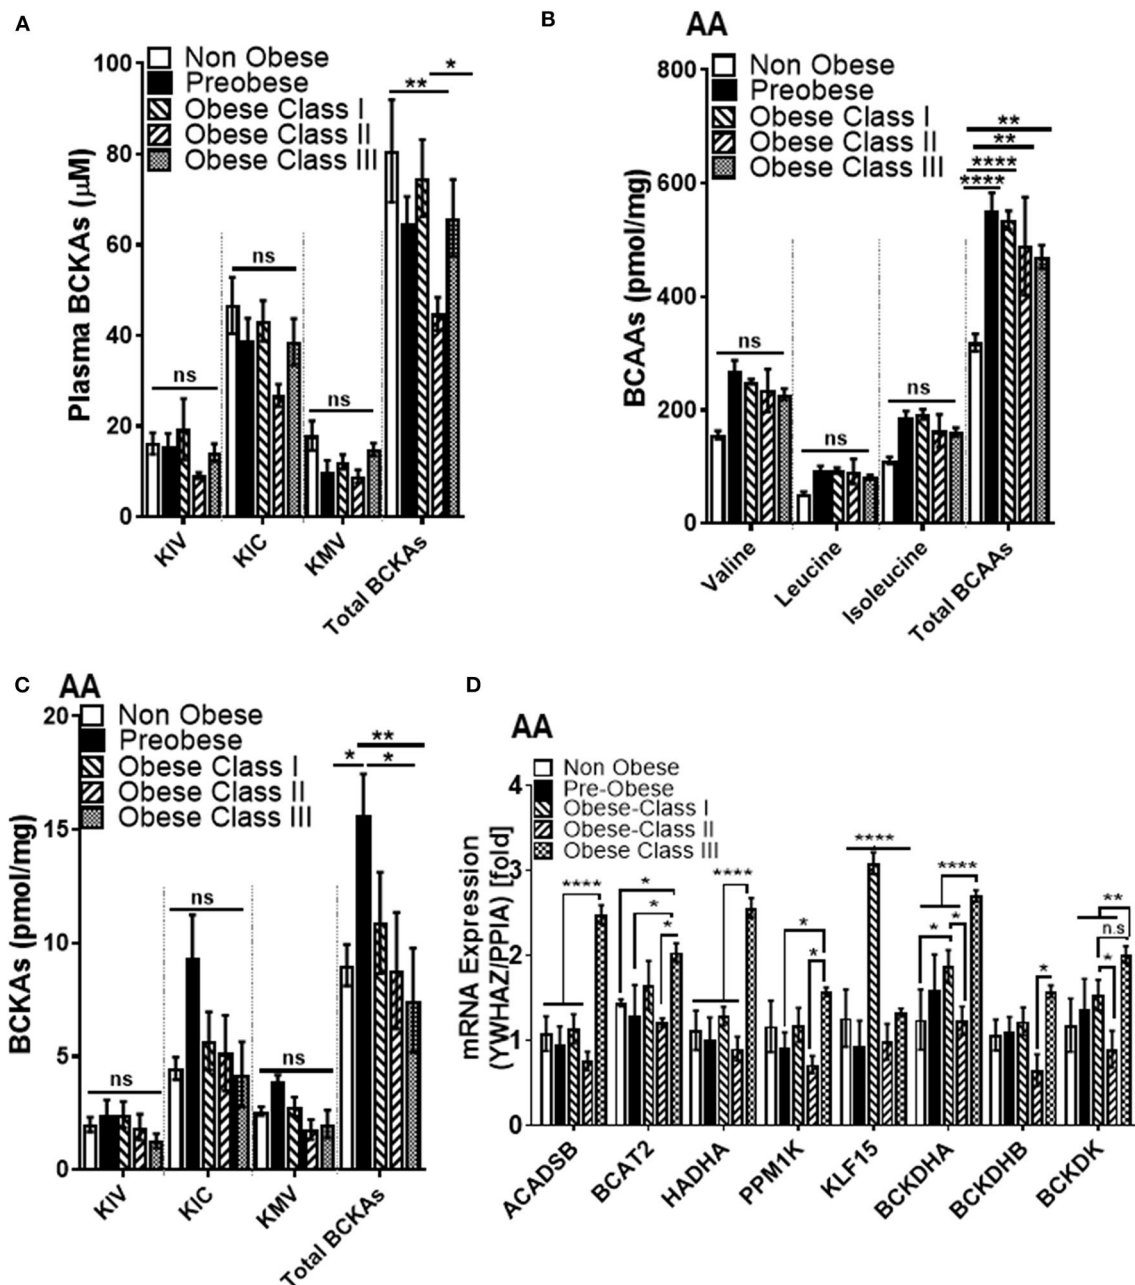 A
Non Obese
Preobese
Obese Class I
Obese Class II
Obese Class III
Plasma BCKAs (μM)
100
80
60
40
20
0
ns
ns
ns
**
*
KIV
KIC
KMV
Total BCKAs
B
AA
Non Obese
Preobese
Obese Class I
Obese Class II
Obese Class III
BCAAs (pmol/mg)
800
600
400
200
0
ns
ns
ns
**
**
****
****
Valine
Leucine
Isoleucine
Total BCAAs
C
AA
Non Obese
Preobese
Obese Class I
Obese Class II
Obese Class III
BCKAs (pmol/mg)
20
15
10
5
0
ns
ns
ns
**
*
*
KIV
KIC
KMV
Total BCKAs
D
AA
Non Obese
Pre-Obese
Obese-Class I
Obese-Class II
Obese Class III
mRNA Expression
(YWHAZ/PPIA) [fold]
4
3
2
1
0
****
*
*
*
****
*
*
****
****
*
*
*
**
n.s
*
ACADSB
BCAT2
HADHA
PPM1K
KLF15
BCKDHA
BCKDHB
BCKDK